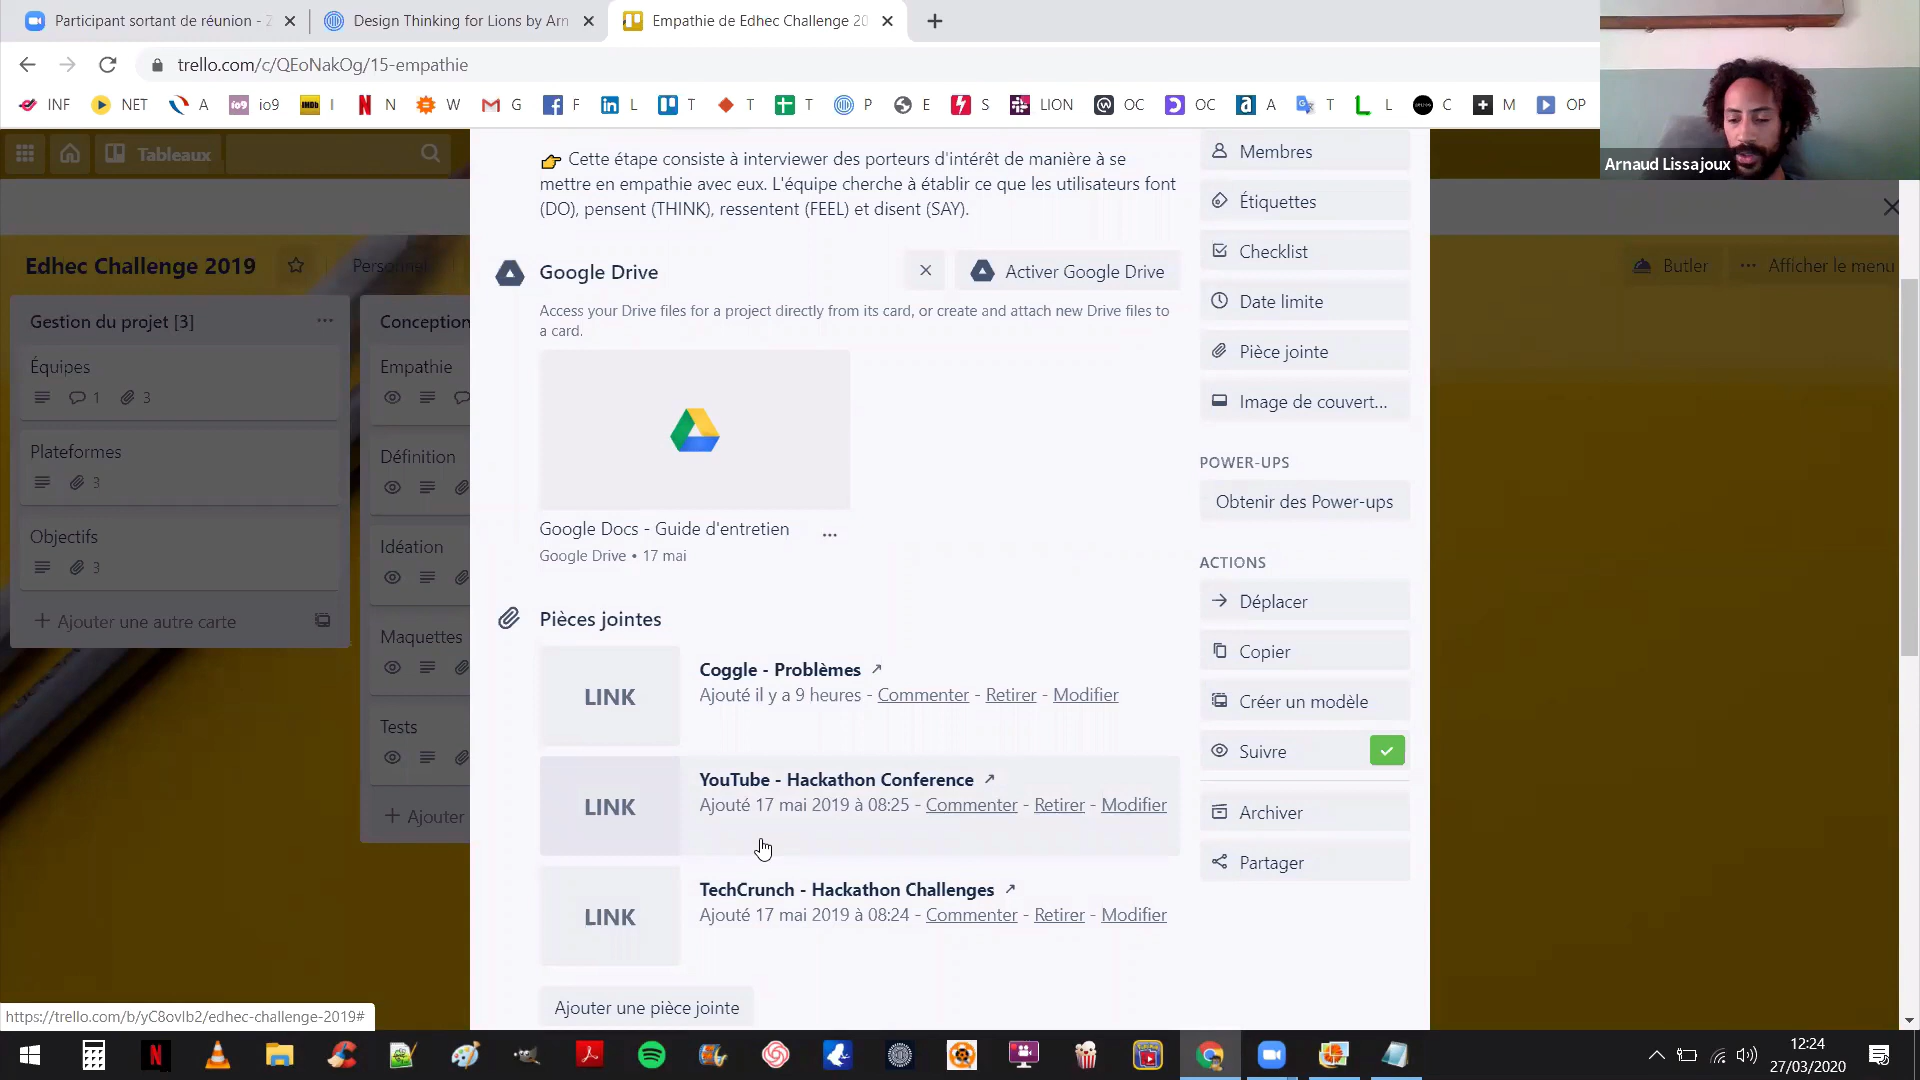 Participant sortant de réunion - Z
Design Thinking for Lions by Arn
Empathie de Edhec Challenge 20
trello.com/c/QEoNakOg/15-empathie
INF
NET
A
io9
IMDb
I
N
W
G
F
L
T
T
T
P
E
S
LION
OC
OC
A
T
L
C
M
OP
Arnaud Lissajoux
Tableaux
Edhec Challenge 2019
Personnel
Butler
Afficher le menu
Gestion du projet [3]
Équipes
1
3
Plateformes
3
Objectifs
3
Ajouter une autre carte
Conception
Empathie
Définition
Idéation
Maquettes
Tests
Ajouter
Cette étape consiste à interviewer des porteurs d'intérêt de manière à se
mettre en empathie avec eux. L'équipe cherche à établir ce que les utilisateurs font
(DO), pensent (THINK), ressentent (FEEL) et disent (SAY).
Google Drive
Activer Google Drive
Access your Drive files for a project directly from its card, or create and attach new Drive files to
a card.
Google Docs - Guide d'entretien
Google Drive • 17 mai
Pièces jointes
LINK
Coggle - Problèmes
Ajouté il y a 9 heures - Commenter - Retirer - Modifier
LINK
YouTube - Hackathon Conference
Ajouté 17 mai 2019 à 08:25 - Commenter - Retirer - Modifier
LINK
TechCrunch - Hackathon Challenges
Ajouté 17 mai 2019 à 08:24 - Commenter - Retirer - Modifier
Ajouter une pièce jointe
Membres
Étiquettes
Checklist
Date limite
Pièce jointe
Image de couvert...
POWER-UPS
Obtenir des Power-ups
ACTIONS
Déplacer
Copier
Créer un modèle
Suivre
Archiver
Partager
https://trello.com/b/yC8ovIb2/edhec-challenge-2019#
12:24
27/03/2020